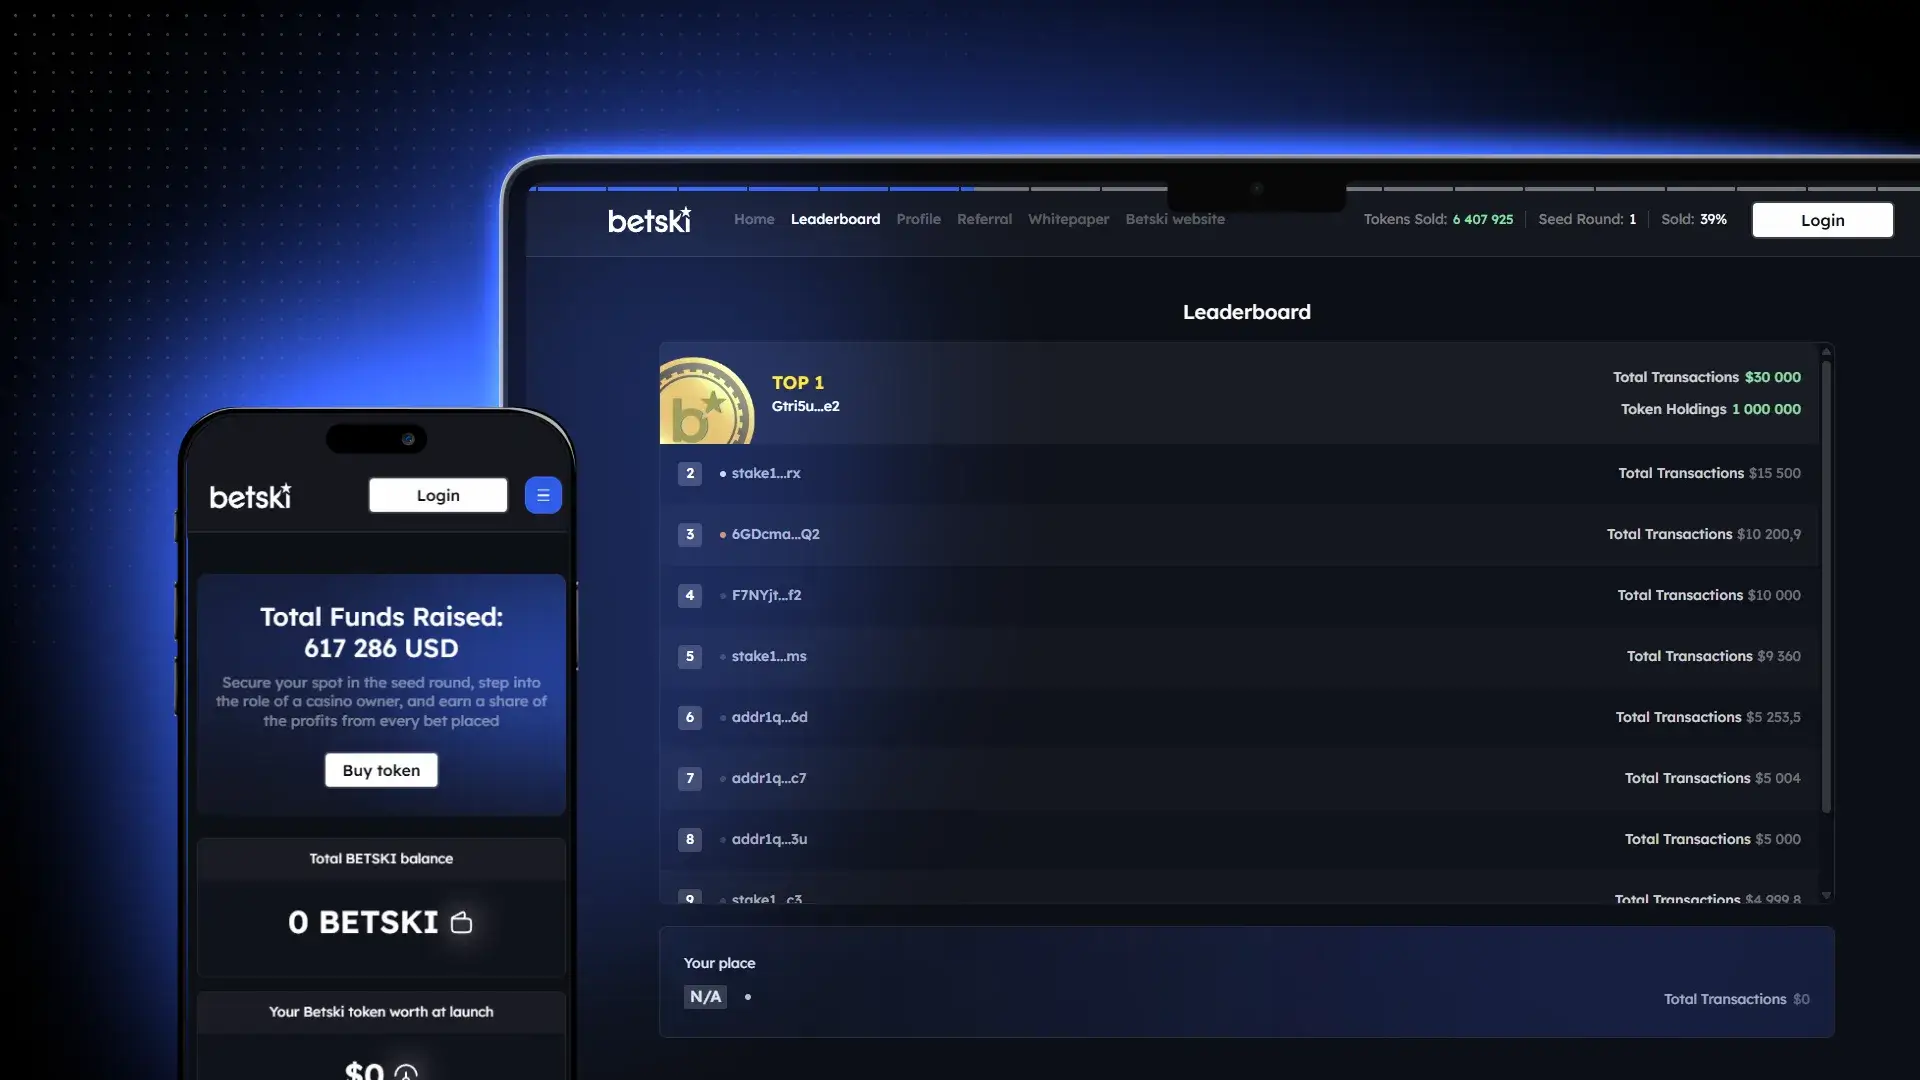 betski
Home Leaderboard Profile Referral Whitepaper Betski website
Tokens Sold: 6 407 925 Seed Round: 1 Sold: 39% Login
Leaderboard
TOP 1
Gtri5u...e2
Total Transactions $30 000
Token Holdings 1 000 000
2 stake1...rx Total Transactions $15 500
3 6GDcma...Q2 Total Transactions $10 200,9
4 F7NYjt...f2 Total Transactions $10 000
5 stake1...ms Total Transactions $9 360
6 addr1q...6d Total Transactions $5 253,5
7 addr1q...c7 Total Transactions $5 004
8 addr1q...3u Total Transactions $5 000
9 stake1...c3 Total Transactions $4 999,8
Your place
N/A
Total Transactions $0
betski Login
Total Funds Raised:
617 286 USD
Secure your spot in the seed round, step into
the role of a casino owner, and earn a share of
the profits from every bet placed
Buy token
Total BETSKI balance
0 BETSKI
Your Betski token worth at launch
$0